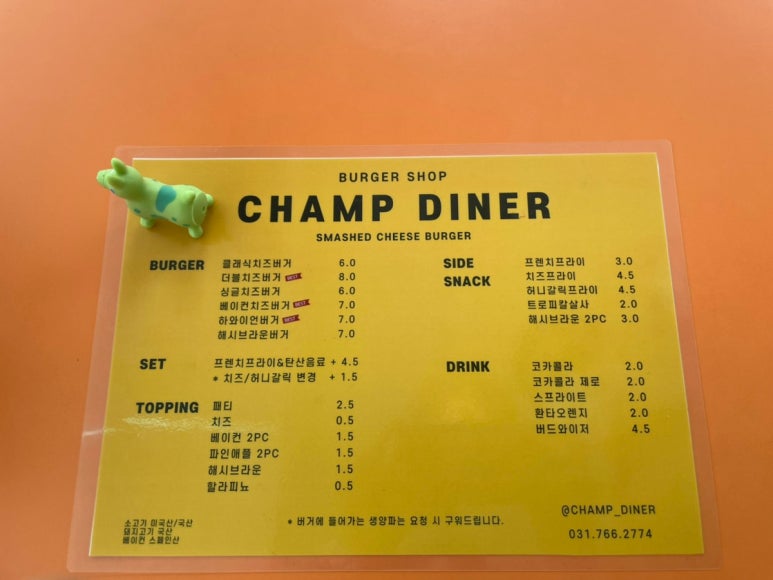 BURGER SHOP
CHAMP DINER
SMASHED CHEESE BURGER
BURGER
클래식치즈버거 6.0
더블치즈버거 BEST 8.0
싱글치즈버거 6.0
베이컨치즈버거 BEST 7.0
하와이언버거 BEST 7.0
해시브라운버거 7.0
SET
프렌치프라이&탄산음료 + 4.5
* 치즈/허니갈릭 변경 + 1.5
TOPPING
패티 2.5
치즈 0.5
베이컨 2PC 1.5
파인애플 2PC 1.5
해시브라운 1.5
할라피뇨 0.5
SIDE
SNACK
프렌치프라이 3.0
치즈프라이 4.5
허니갈릭프라이 4.5
트로피칼살사 2.0
해시브라운 2PC 3.0
DRINK
코카콜라 2.0
코카콜라 제로 2.0
스프라이트 2.0
환타오렌지 2.0
버드와이저 4.5
소고기 미국산/국산
돼지고기 국산
베이컨 스페인산
* 버거에 들어가는 생양파는 요청 시 구워드립니다.
@CHAMP_DINER
031.766.2774